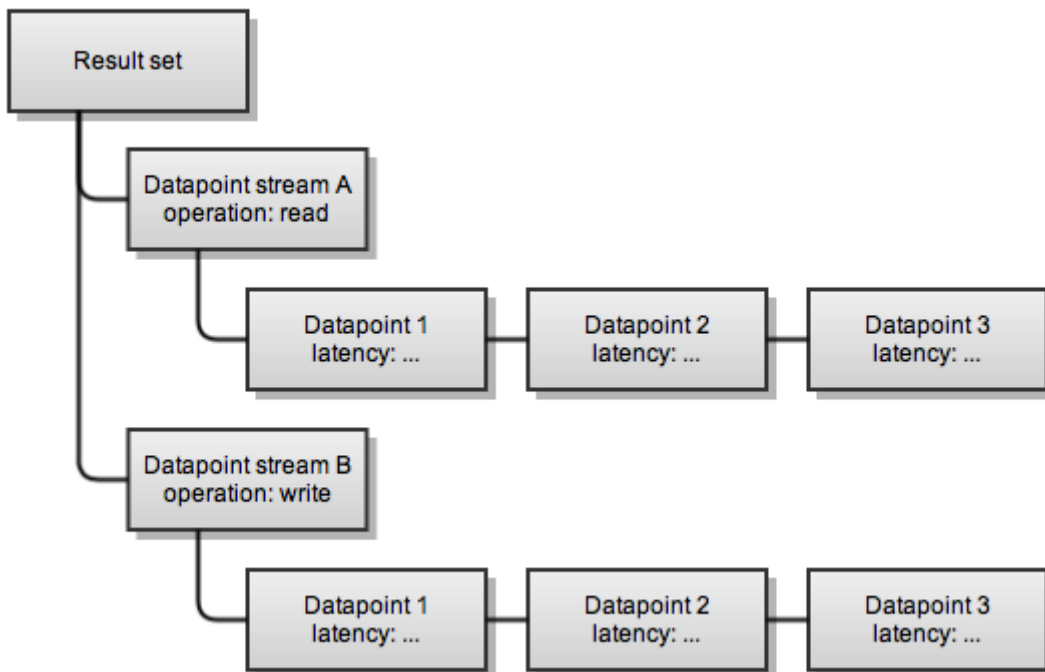 Result set
Datapoint stream A
operation: read
Datapoint 1
latency: ...
Datapoint 2
latency: ...
Datapoint 3
latency: ...
Datapoint stream B
operation: write
Datapoint 1
latency: ...
Datapoint 2
latency: ...
Datapoint 3
latency: ...